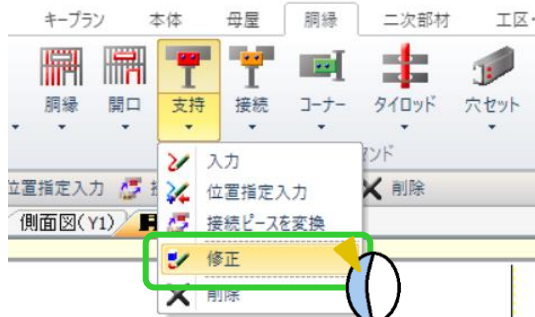 キープラン 本体 母屋 胴縁 二次部材 工区・
胴縁 開口 支持 接続 コーナー タイロッド 穴セット
入力
位置指定入力 削除
位置指定入力
側面図(Y1) 接続ピースを変換
修正
削除